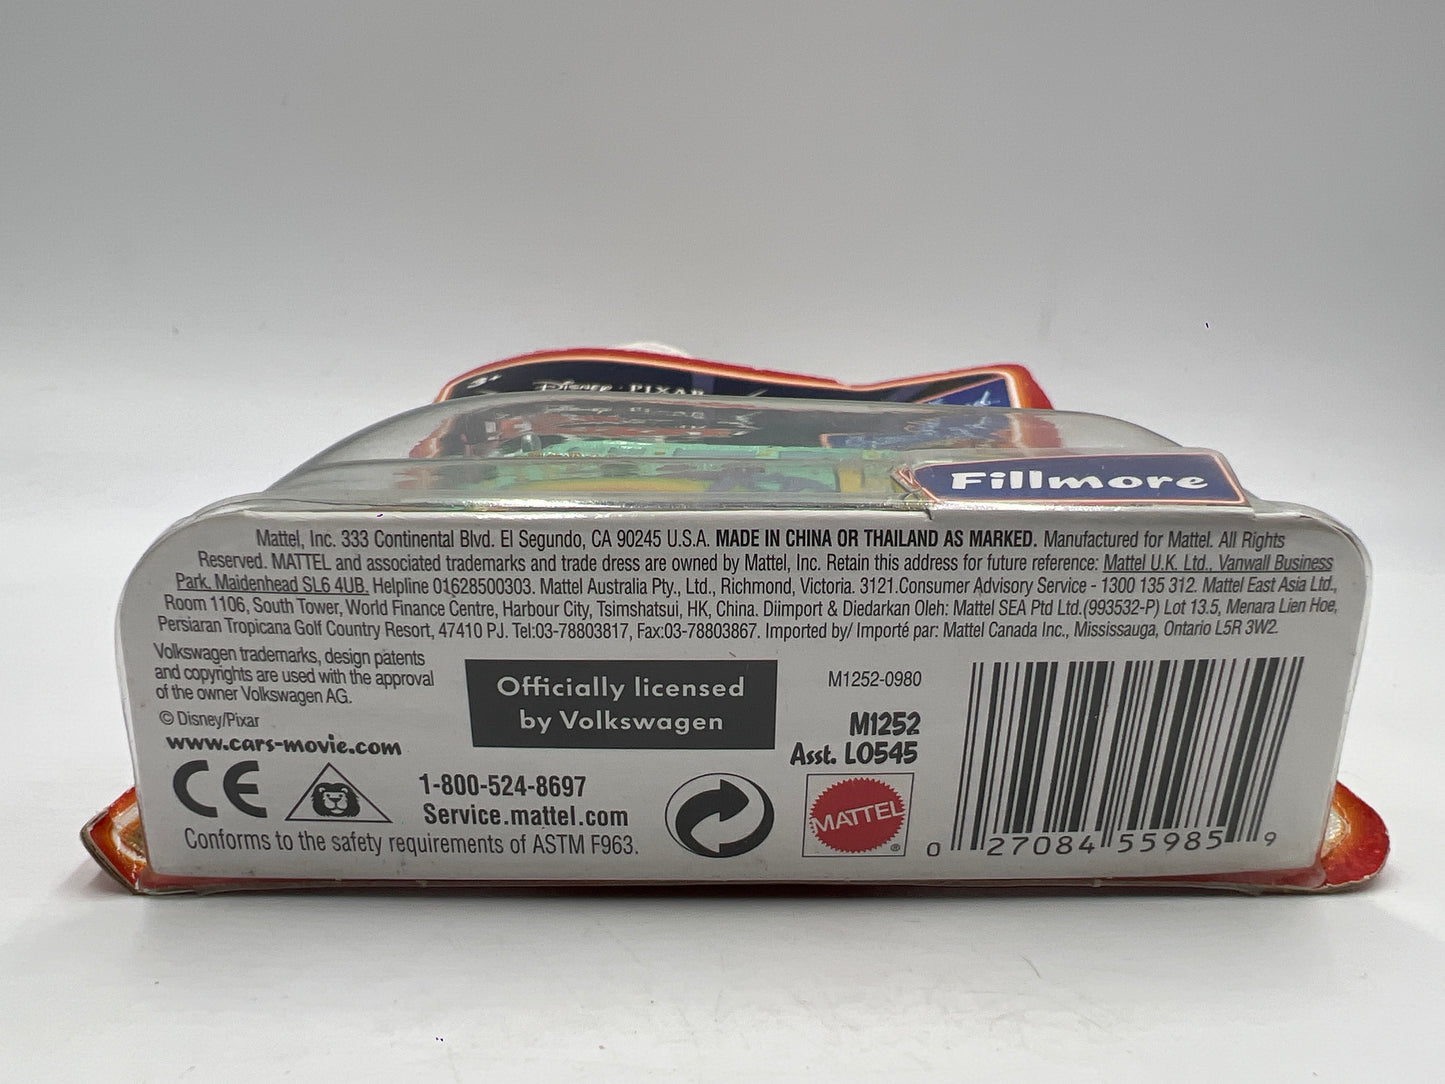 3+
DISNEY · PIXAR
Fillmore
Mattel, Inc. 333 Continental Blvd. El Segundo, CA 90245 U.S.A. MADE IN CHINA OR THAILAND AS MARKED. Manufactured for Mattel. All Rights
Reserved. MATTEL and associated trademarks and trade dress are owned by Mattel, Inc. Retain this address for future reference: Mattel U.K. Ltd., Vanwall Business
Park. Maidenhead SL6 4UB. Helpline 01628500303. Mattel Australia Pty., Ltd., Richmond, Victoria. 3121.Consumer Advisory Service - 1300 135 312. Mattel East Asia Ltd.,
Room 1106, South Tower, World Finance Centre, Harbour City, Tsimshatsui, HK, China. Diimport & Diedarkan Oleh: Mattel SEA Ptd Ltd.(993532-P) Lot 13.5, Menara Lien Hoe,
Persiaran Tropicana Golf Country Resort, 47410 PJ. Tel:03-78803817, Fax:03-78803867. Imported by/ Importé par: Mattel Canada Inc., Mississauga, Ontario L5R 3W2.
Volkswagen trademarks, design patents
and copyrights are used with the approval
of the owner Volkswagen AG.
© Disney/Pixar
www.cars-movie.com
CE
1-800-524-8697
Service.mattel.com
Conforms to the safety requirements of ASTM F963.
Officially licensed
by Volkswagen
M1252-0980
M1252
Asst. L0545
MATTEL
®
0 27084 55985 9